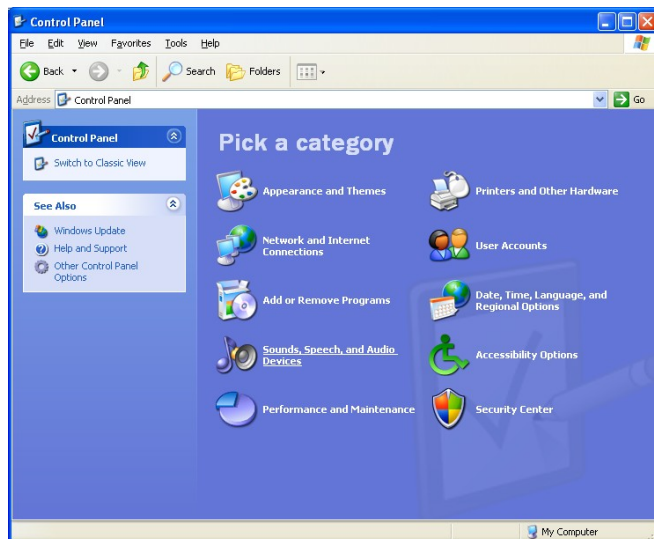 Control Panel
File Edit View Favorites Tools Help
Back Search Folders
Address Control Panel Go
Control Panel
Switch to Classic View
See Also
Windows Update
Help and Support
Other Control Panel
Options
Pick a category
Appearance and Themes
Printers and Other Hardware
Network and Internet
Connections
User Accounts
Add or Remove Programs
Date, Time, Language, and
Regional Options
Sounds, Speech, and Audio
Devices
Accessibility Options
Performance and Maintenance
Security Center
My Computer